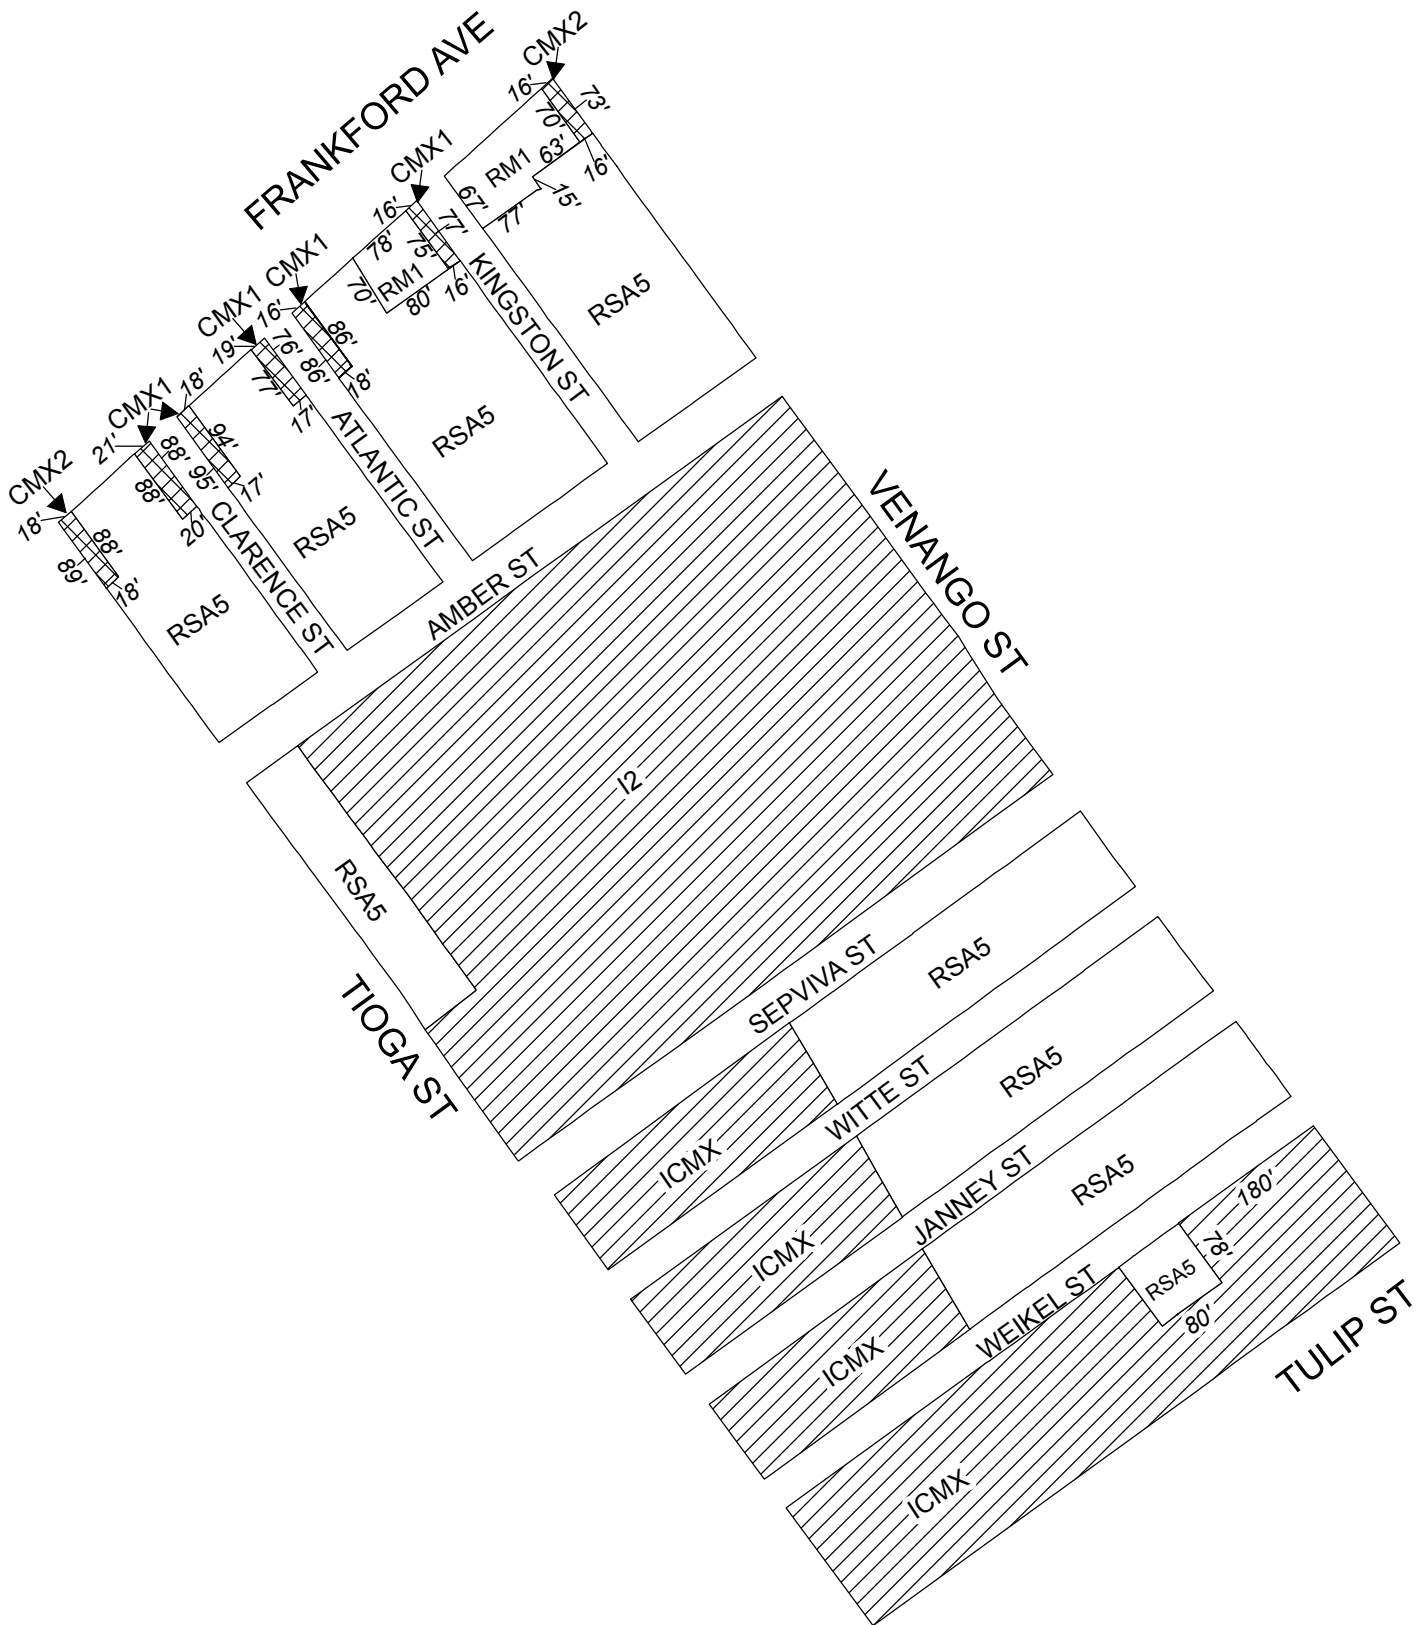 FRANKFORD AVE
CMX2
16'
73'
70'
63'
16'
RM1
67'
77'
15'
RSA5
CMX1
16'
77'
78'
75'
RM1
70'
80'
16'
KINGSTON ST
CMX1
16'
86'
86'
18'
RSA5
CMX1
19'
76'
77'
17'
ATLANTIC ST
CMX1
18'
94'
95'
17'
RSA5
21'
88'
88'
20'
CLARENCE ST
CMX2
18'
88'
89'
18'
RSA5
AMBER ST
VENANGO ST
I2
RSA5
TIOGA ST
SEPVIVA ST
RSA5
ICMX
WITTE ST
RSA5
ICMX
JANNEY ST
RSA5
ICMX
WEIKEL ST
180'
78'
RSA5
80'
ICMX
TULIP ST